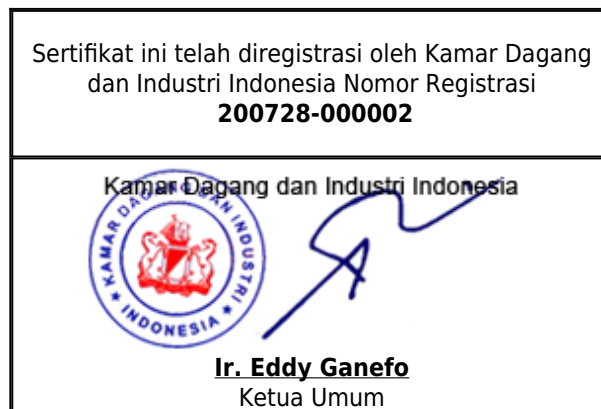 Sertifikat ini telah diregistrasi oleh Kamar Dagang
dan Industri Indonesia Nomor Registrasi
200728-000002
Kamar Dagang dan Industri Indonesia
KAMAR DAGANG DAN INDUSTRI
INDONESIA
Ir. Eddy Ganefo
Ketua Umum